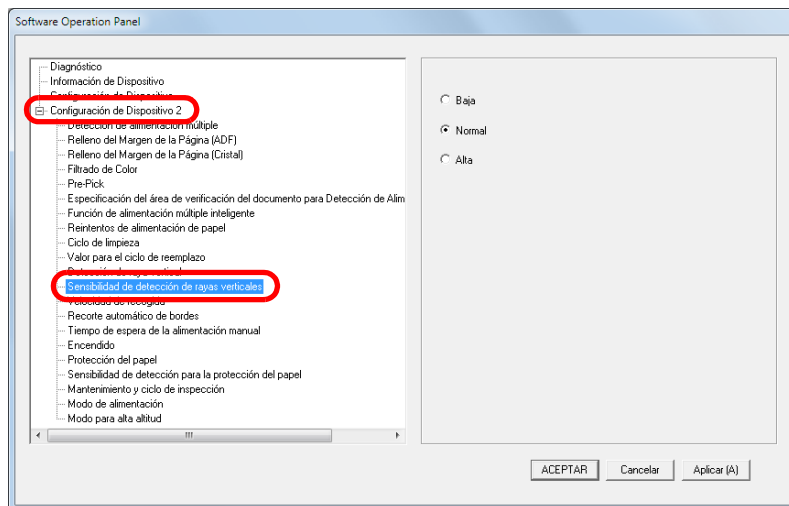 Software Operation Panel
Diagnóstico
Información de Dispositivo
Configuración de Dispositivo
Configuración de Dispositivo 2
Detección de alimentación múltiple
Relleno del Margen de la Página (ADF)
Relleno del Margen de la Página (Cristal)
Filtrado de Color
Pre-Pick
Especificación del área de verificación del documento para Detección de Alim
Función de alimentación múltiple inteligente
Reintentos de alimentación de papel
Ciclo de limpieza
Valor para el ciclo de reemplazo
Detección de raya vertical
Sensibilidad de detección de rayas verticales
Velocidad de recogida
Recorte automático de bordes
Tiempo de espera de la alimentación manual
Encendido
Protección del papel
Sensibilidad de detección para la protección del papel
Mantenimiento y ciclo de inspección
Modo de alimentación
Modo para alta altitud
Baja
Normal
Alta
ACEPTAR
Cancelar
Aplicar (A)